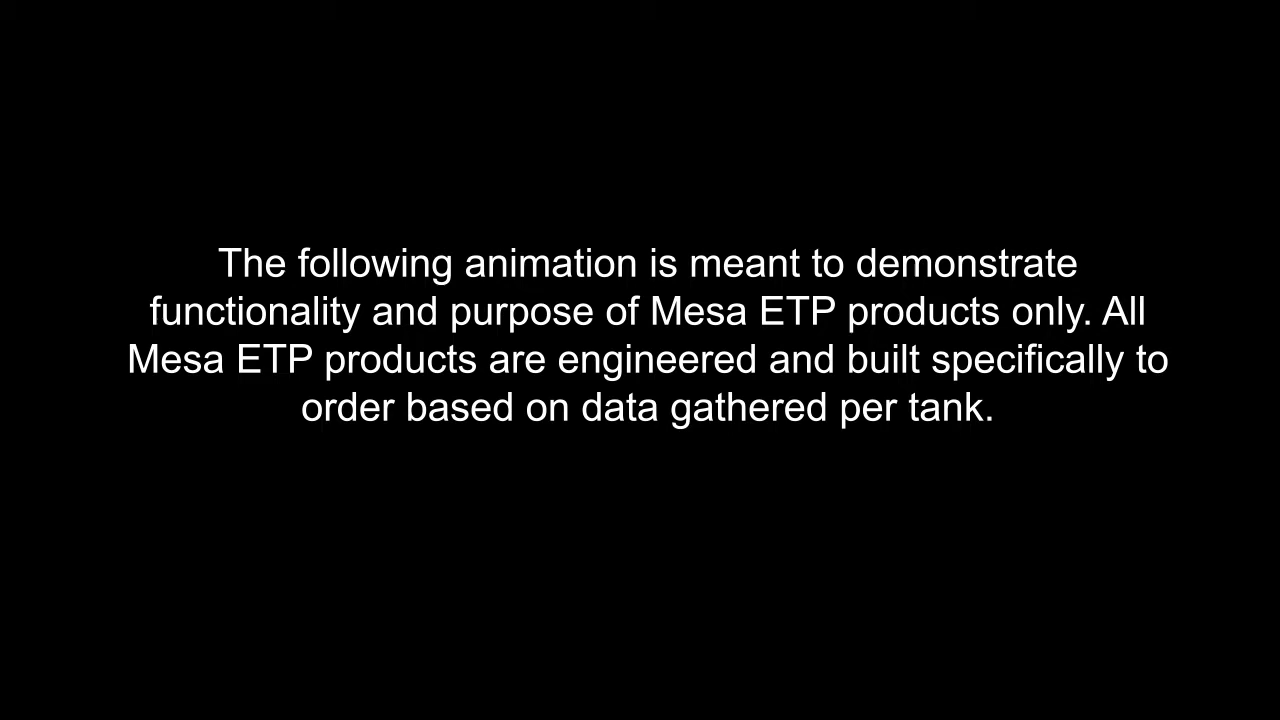 The following animation is meant to demonstrate
functionality and purpose of Mesa ETP products only. All
Mesa ETP products are engineered and built specifically to
order based on data gathered per tank.